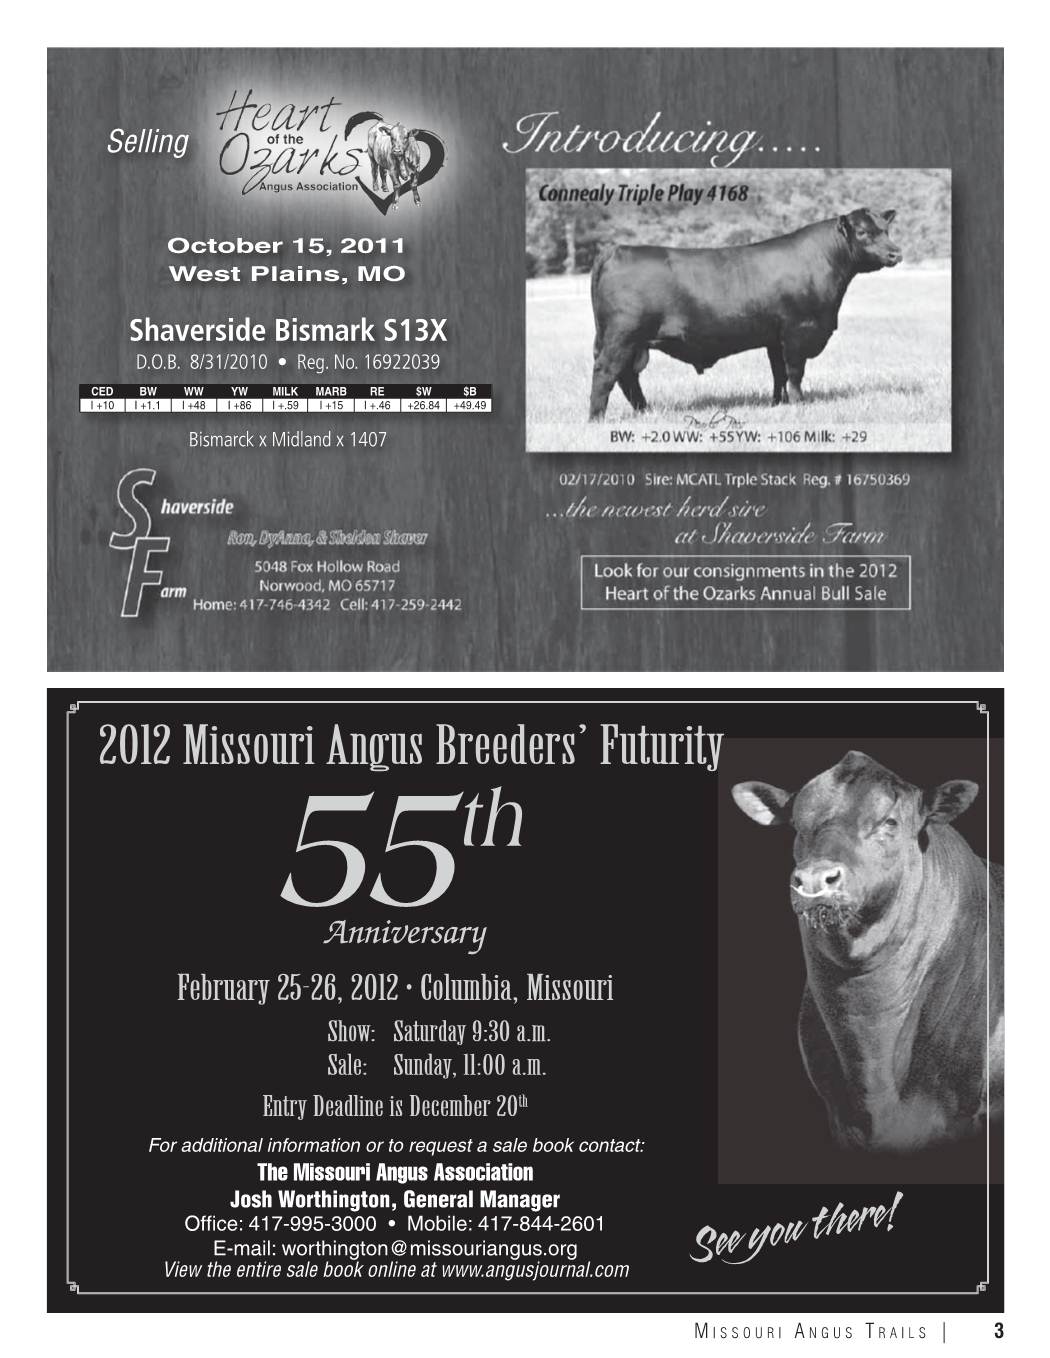 Selling
Heart
of the
Ozarks
Angus Association
October 15, 2011
West Plains, MO
Shaverside Bismark S13X
D.O.B. 8/31/2010 • Reg. No. 16922039
CED BW WW YW MILK MARB RE $W $B
I +10 I +1.1 I +48 I +86 I +.59 I +15 I +.46 +26.84 +49.49
Bismarck x Midland x 1407
Shaverside
Farm
Ron, DyAnna, & Sheldon Shaver
5048 Fox Hollow Road
Norwood, MO 65717
Home: 417-746-4342 Cell: 417-259-2442
Introducing.....
Connealy Triple Play 4168
BW: +2.0 WW: +55 YW: +106 Milk: +29
02/17/2010 Sire: MCATL Trple Stack Reg. # 16750369
...the newest herd sire
at Shaverside Farm
Look for our consignments in the 2012
Heart of the Ozarks Annual Bull Sale
2012 Missouri Angus Breeders' Futurity
55th
Anniversary
February 25-26, 2012 • Columbia, Missouri
Show: Saturday 9:30 a.m.
Sale: Sunday, 11:00 a.m.
Entry Deadline is December 20th
For additional information or to request a sale book contact:
The Missouri Angus Association
Josh Worthington, General Manager
Office: 417-995-3000 • Mobile: 417-844-2601
E-mail: worthington@missouriangus.org
View the entire sale book online at www.angusjournal.com
See you there!
Missouri Angus Trails | 3